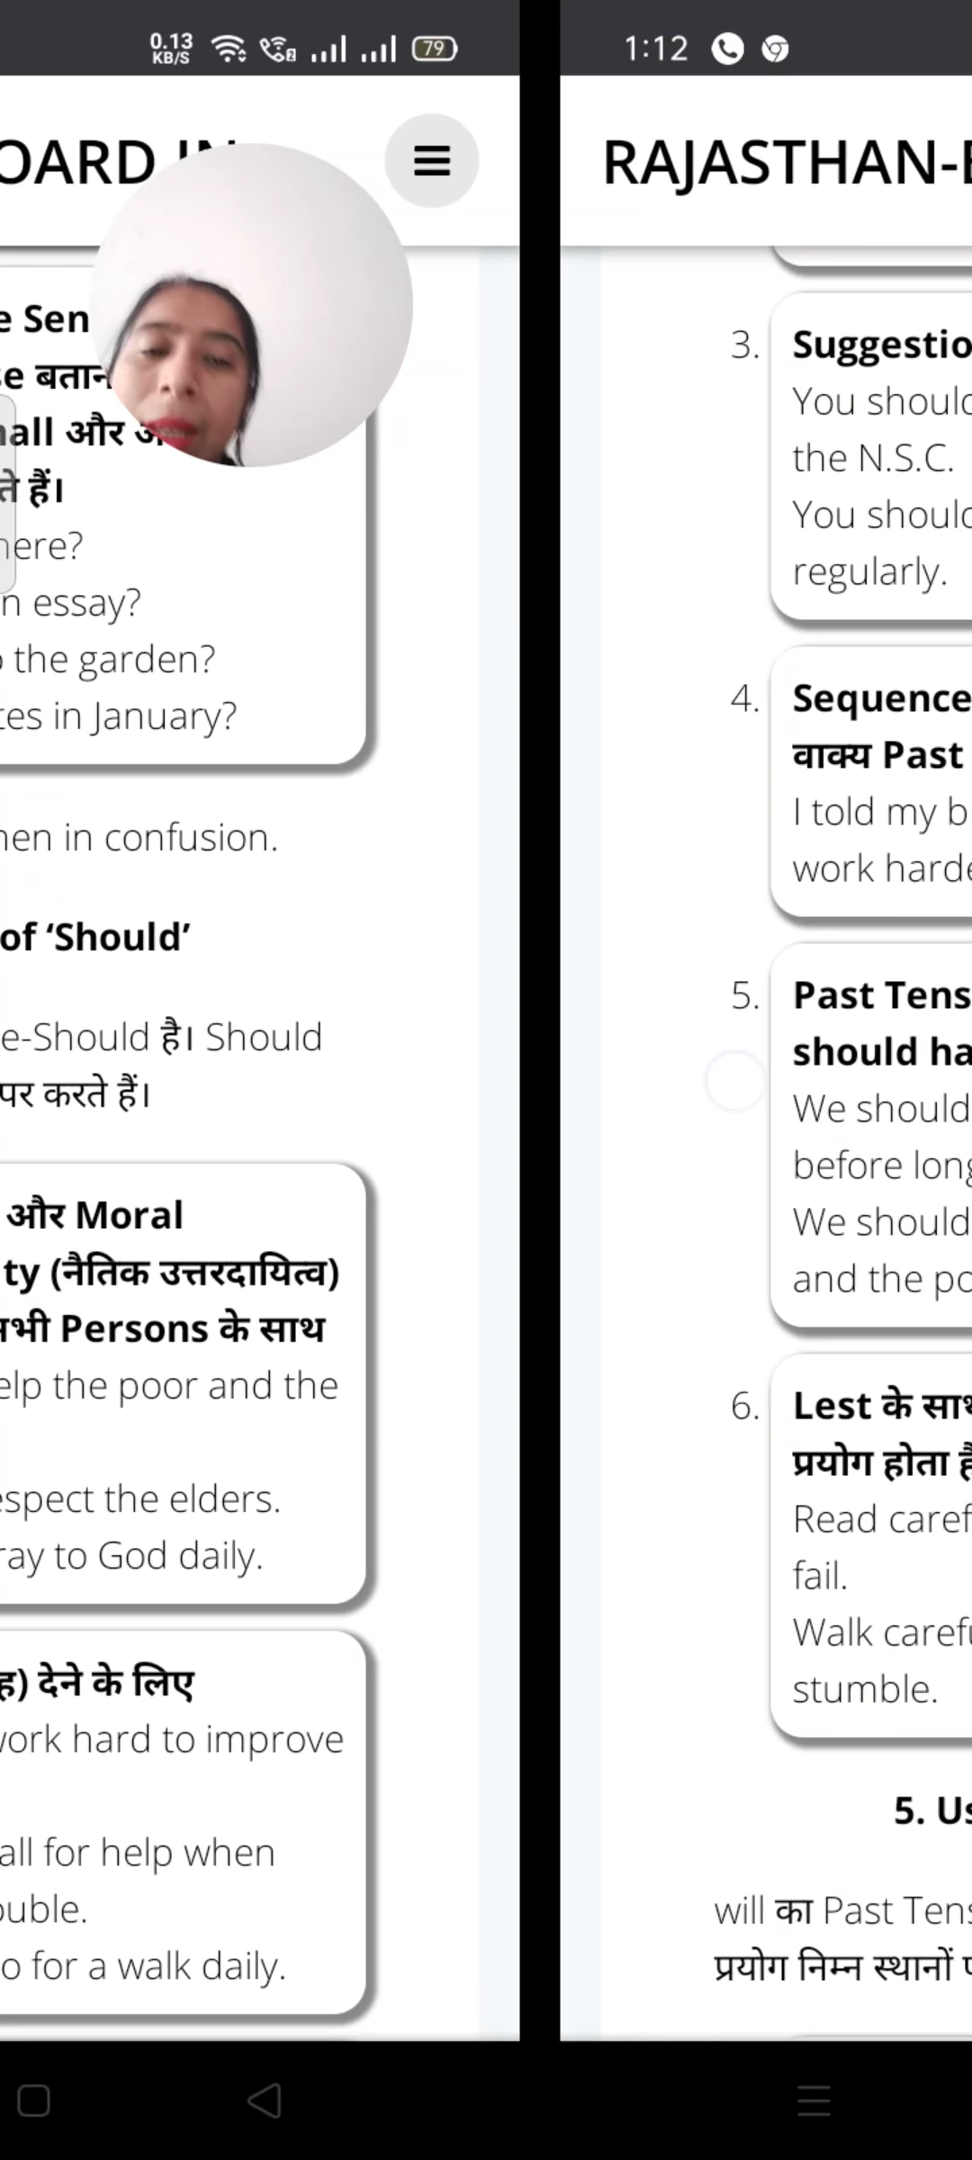 0.13
KB/S
79
OARD
e Sen
se
all और
ते हैं।
here?
n essay?
the garden?
tes in January?
hen in confusion.
of ‘Should’
e-Should है। Should
पर करते हैं।
और Moral
ty (नैतिक उत्तरदायित्व)
सभी Persons के साथ
elp the poor and the
espect the elders.
ray to God daily.
ह) देने के लिए
work hard to improve
all for help when
ouble.
o for a walk daily.
1:12
RAJASTHAN-
3. Suggestio
You should
the N.S.C.
You should
regularly.
4. Sequence
वाक्य Past
I told my b
work harde
5. Past Tens
should ha
We should
before long
We should
and the po
6. Lest के साथ
प्रयोग होता है
Read caref
fail.
Walk carefu
stumble.
5. Us
will का Past Tens
प्रयोग निम्न स्थानों प